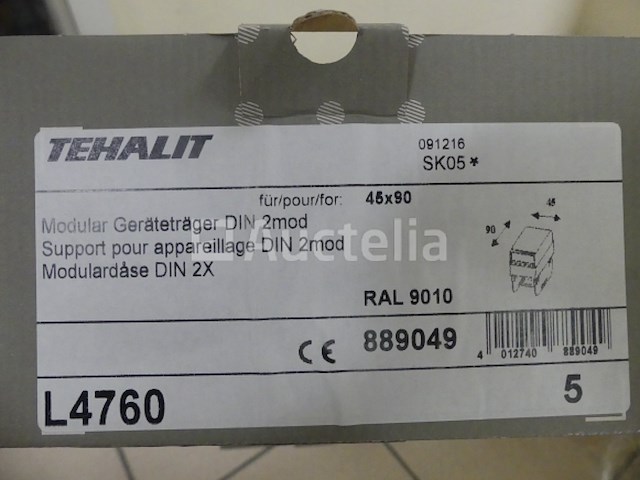 TEHALIT
091216
SK05 *
für/pour/for: 45x90
Modular Geräteträger DIN 2mod
Support pour appareillage DIN 2mod
Modulardåse DIN 2X
45
90
Auctelia
RAL 9010
CE 889049
4 012740 889049
L4760
5